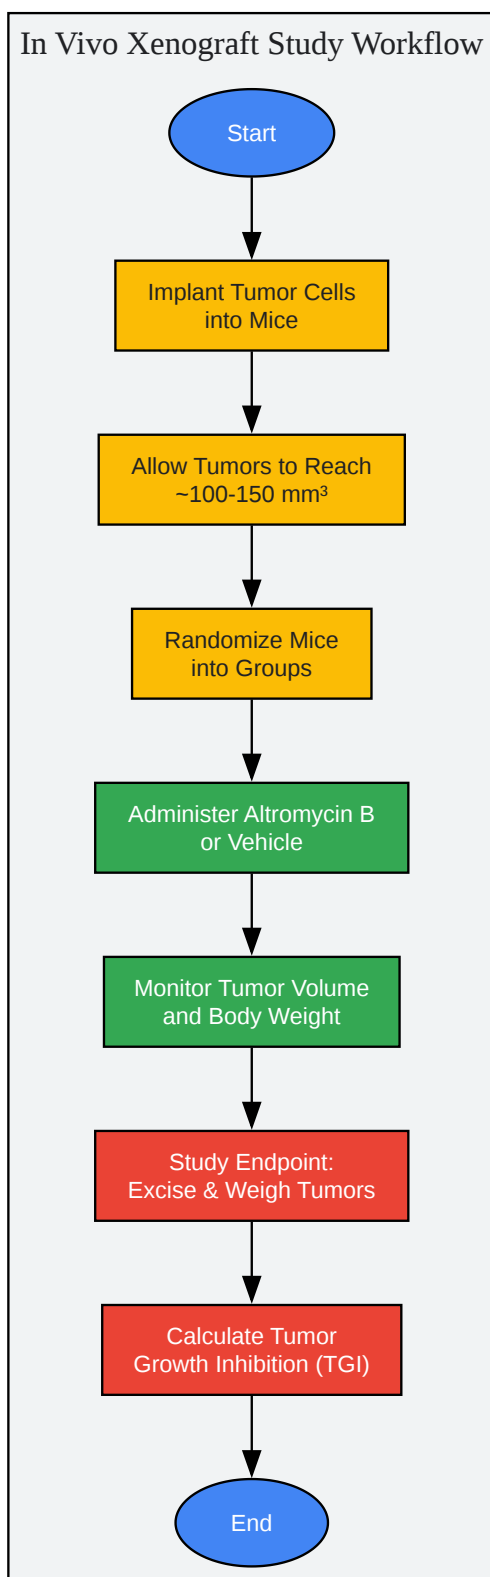 In Vivo Xenograft Study Workflow
Start
Implant Tumor Cells
into Mice
Allow Tumors to Reach
~100-150 mm³
Randomize Mice
into Groups
Administer Altromycin B
or Vehicle
Monitor Tumor Volume
and Body Weight
Study Endpoint:
Excise & Weigh Tumors
Calculate Tumor
Growth Inhibition (TGI)
End